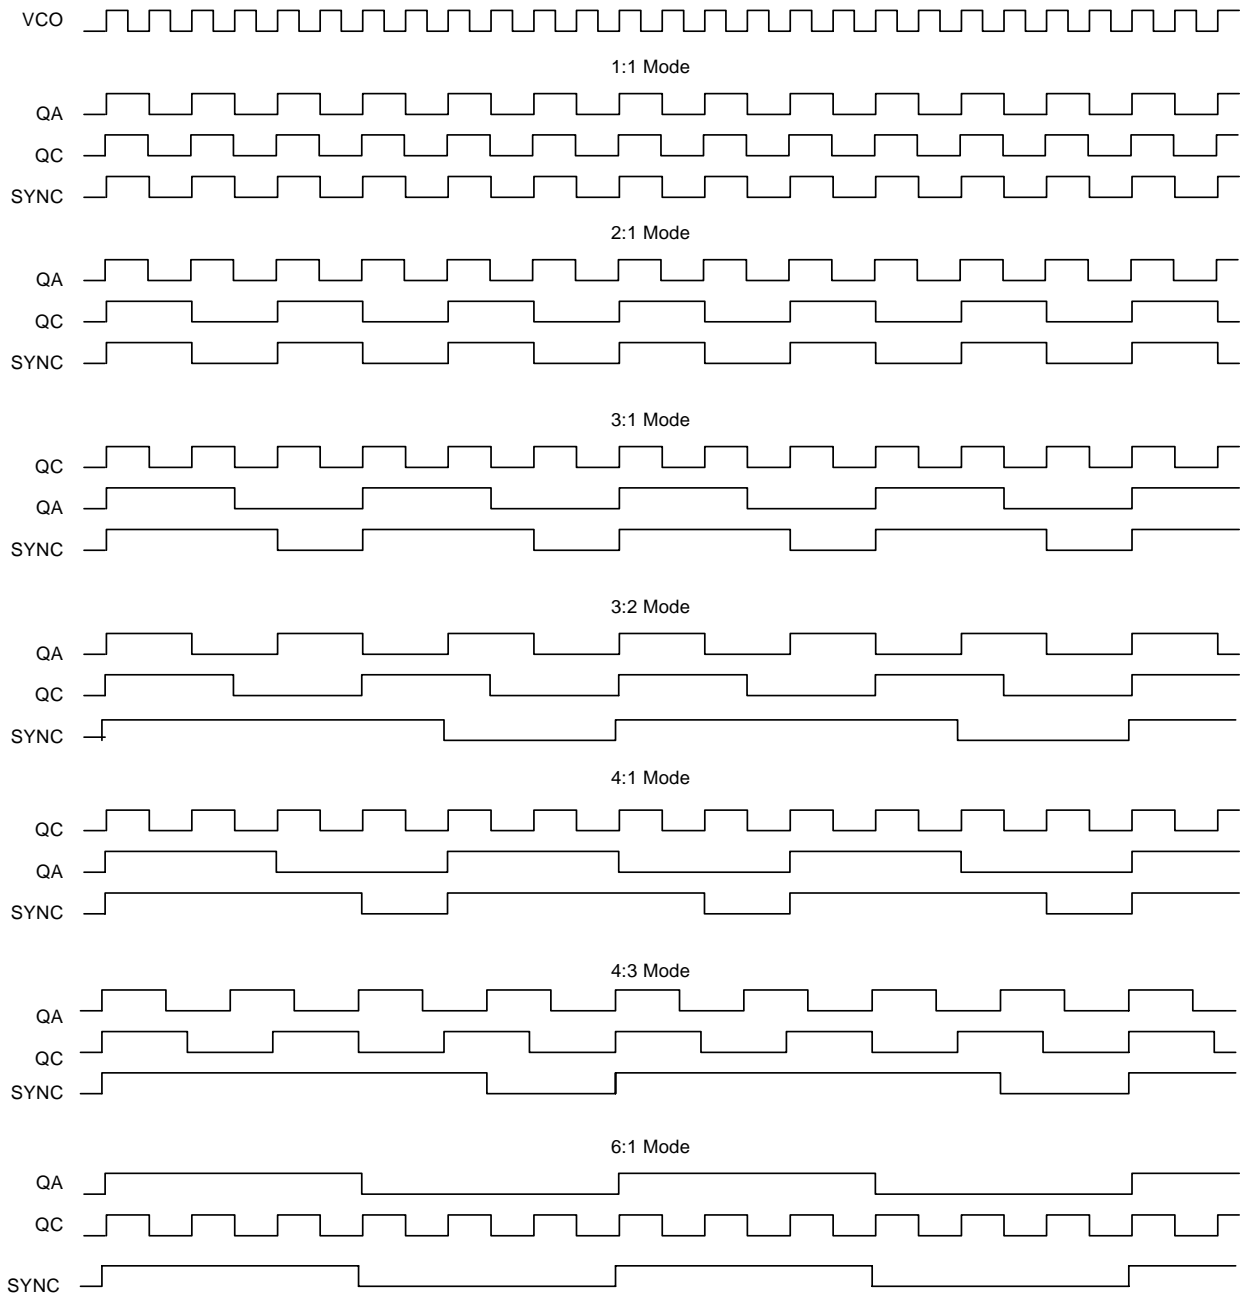 VCO
1:1 Mode
QA
QC
SYNC
2:1 Mode
QA
QC
SYNC
3:1 Mode
QC
QA
SYNC
3:2 Mode
QA
QC
SYNC
4:1 Mode
QC
QA
SYNC
4:3 Mode
QA
QC
SYNC
6:1 Mode
QA
QC
SYNC